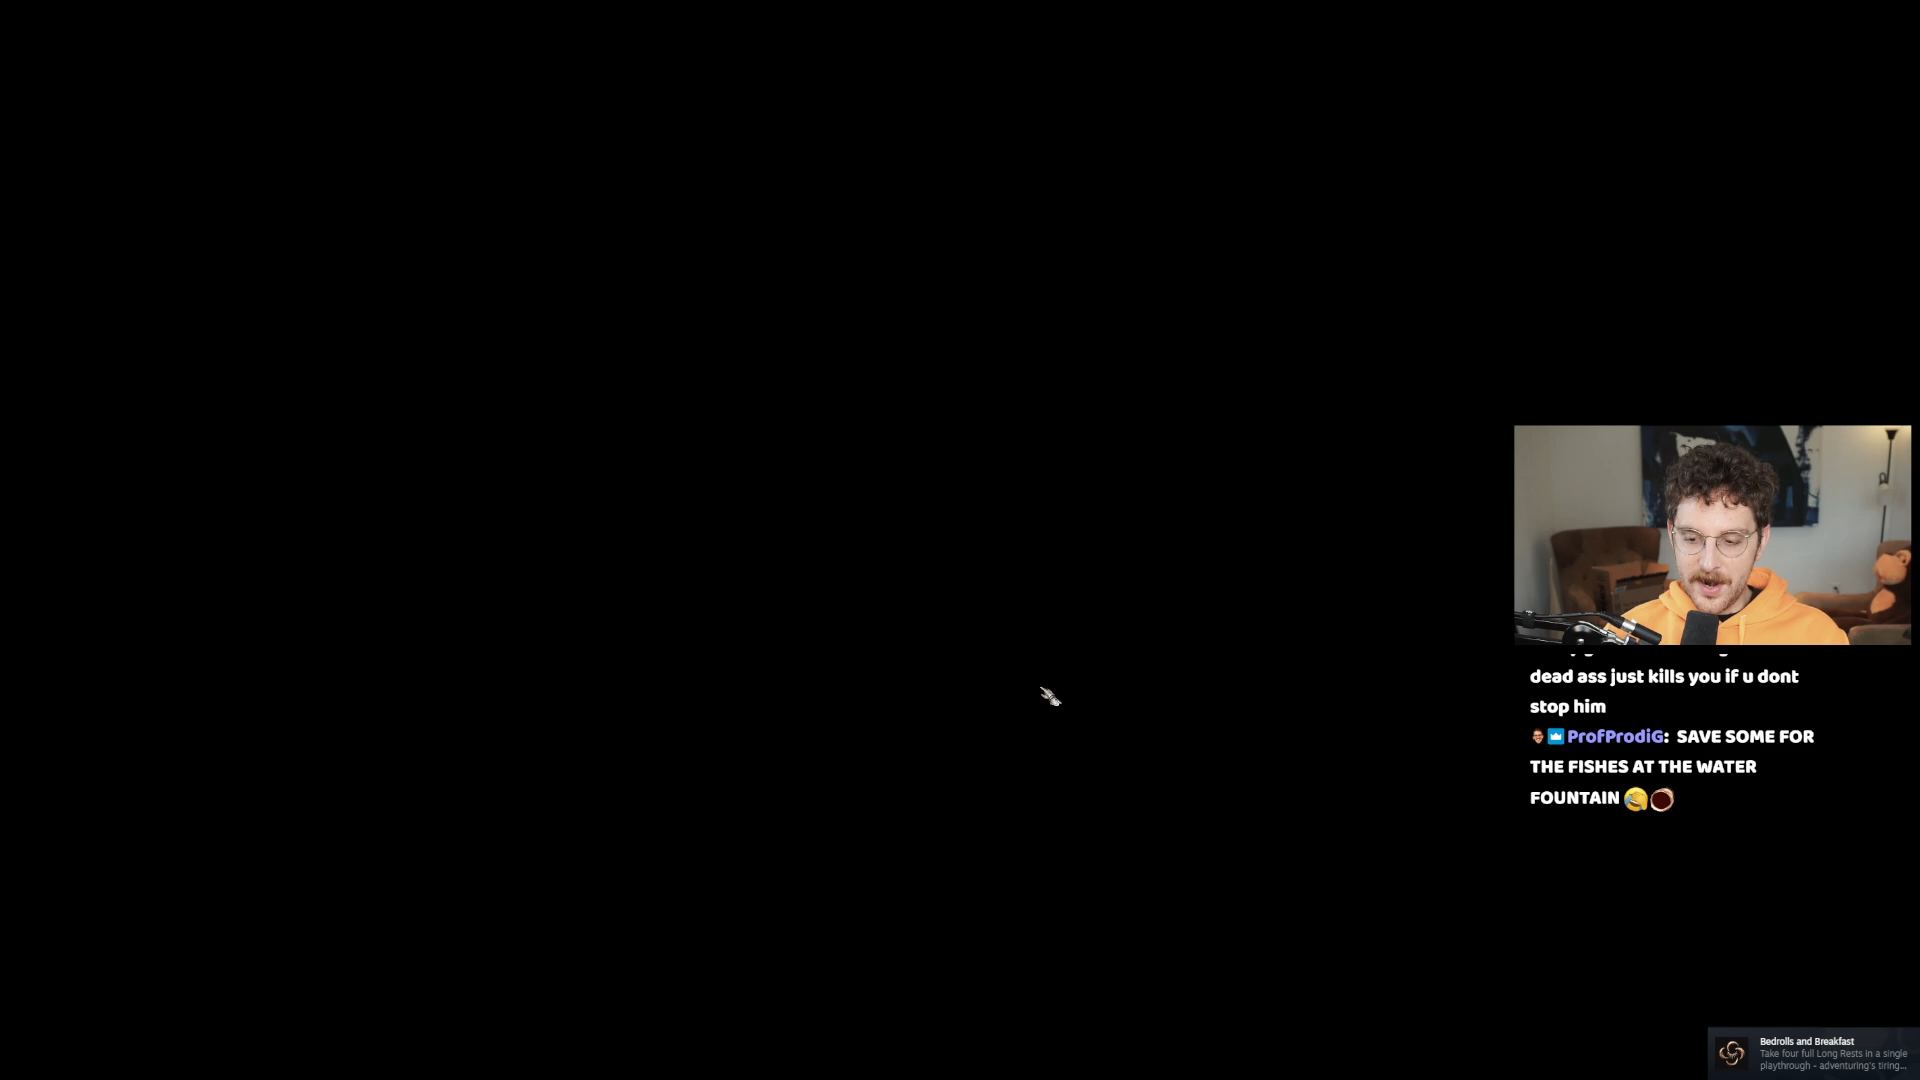 dead ass just kills you if u dont
stop him
ProfProdiG: SAVE SOME FOR
THE FISHES AT THE WATER
FOUNTAIN
Bedrolls and Breakfast
Take four full Long Rests in a single
playthrough - adventuring's tiring...